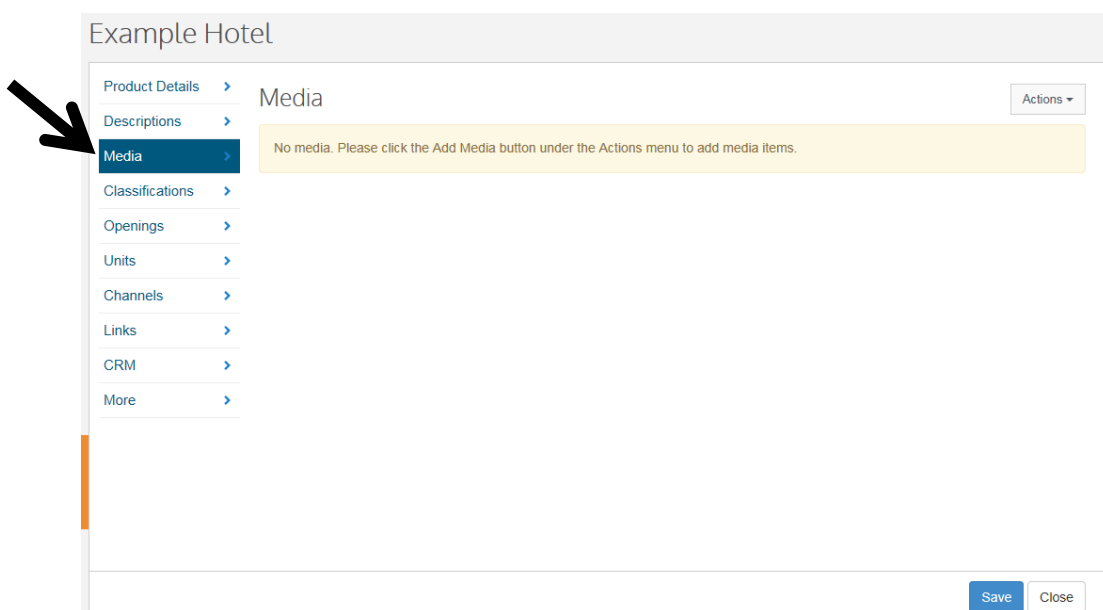 Example Hotel
Product Details
Descriptions
Media
Classifications
Openings
Units
Channels
Links
CRM
More
Media
Actions
No media. Please click the Add Media button under the Actions menu to add media items.
Save
Close